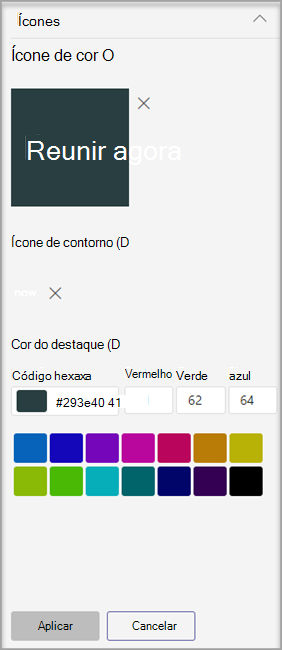 Ícones
Ícone de cor O
Reunir agora
Ícone de contorno (D
now
Cor do destaque (D
Código hexaxa Vermelho Verde azul
#293e40 41 62 64
Aplicar Cancelar